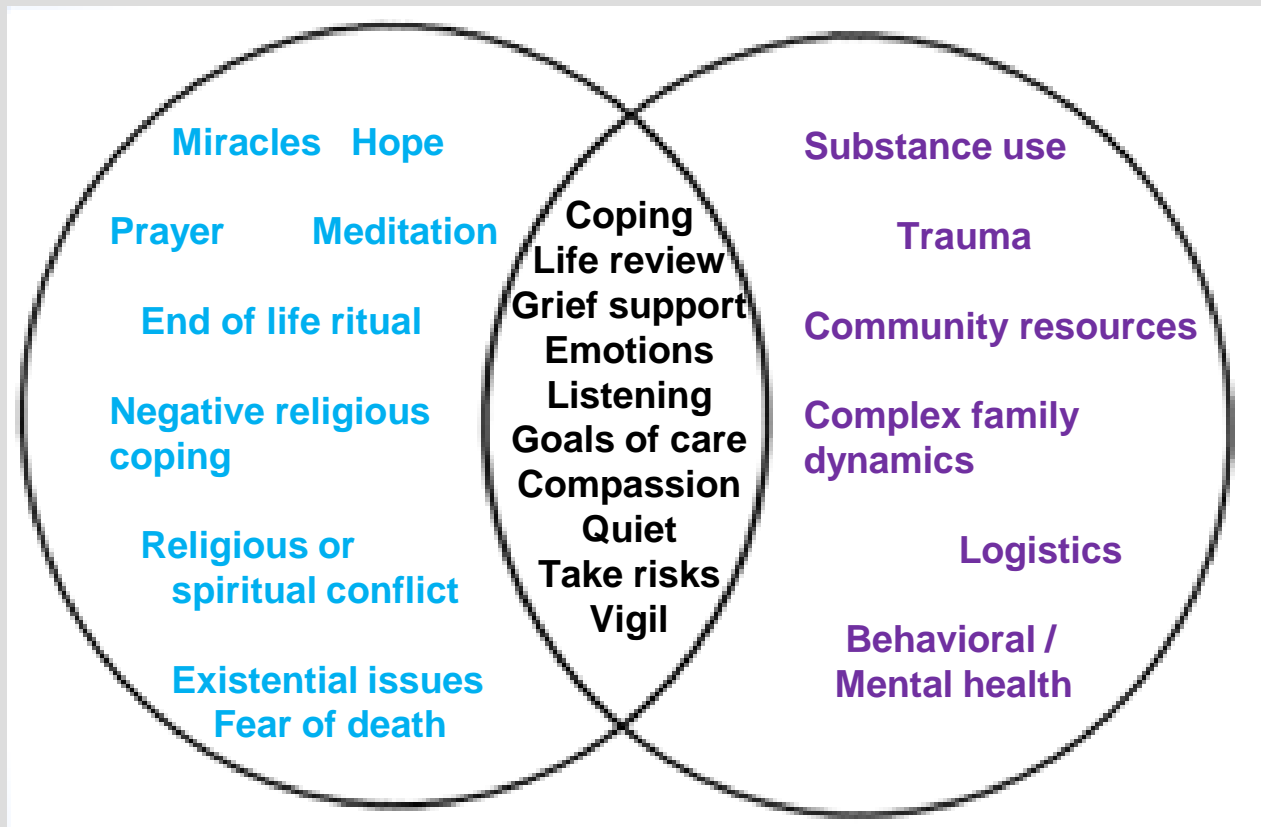 Miracles Hope
Prayer Meditation
End of life ritual
Negative religious
coping
Religious or
spiritual conflict
Existential issues
Fear of death
Coping
Life review
Grief support
Emotions
Listening
Goals of care
Compassion
Quiet
Take risks
Vigil
Substance use
Trauma
Community resources
Complex family
dynamics
Logistics
Behavioral /
Mental health